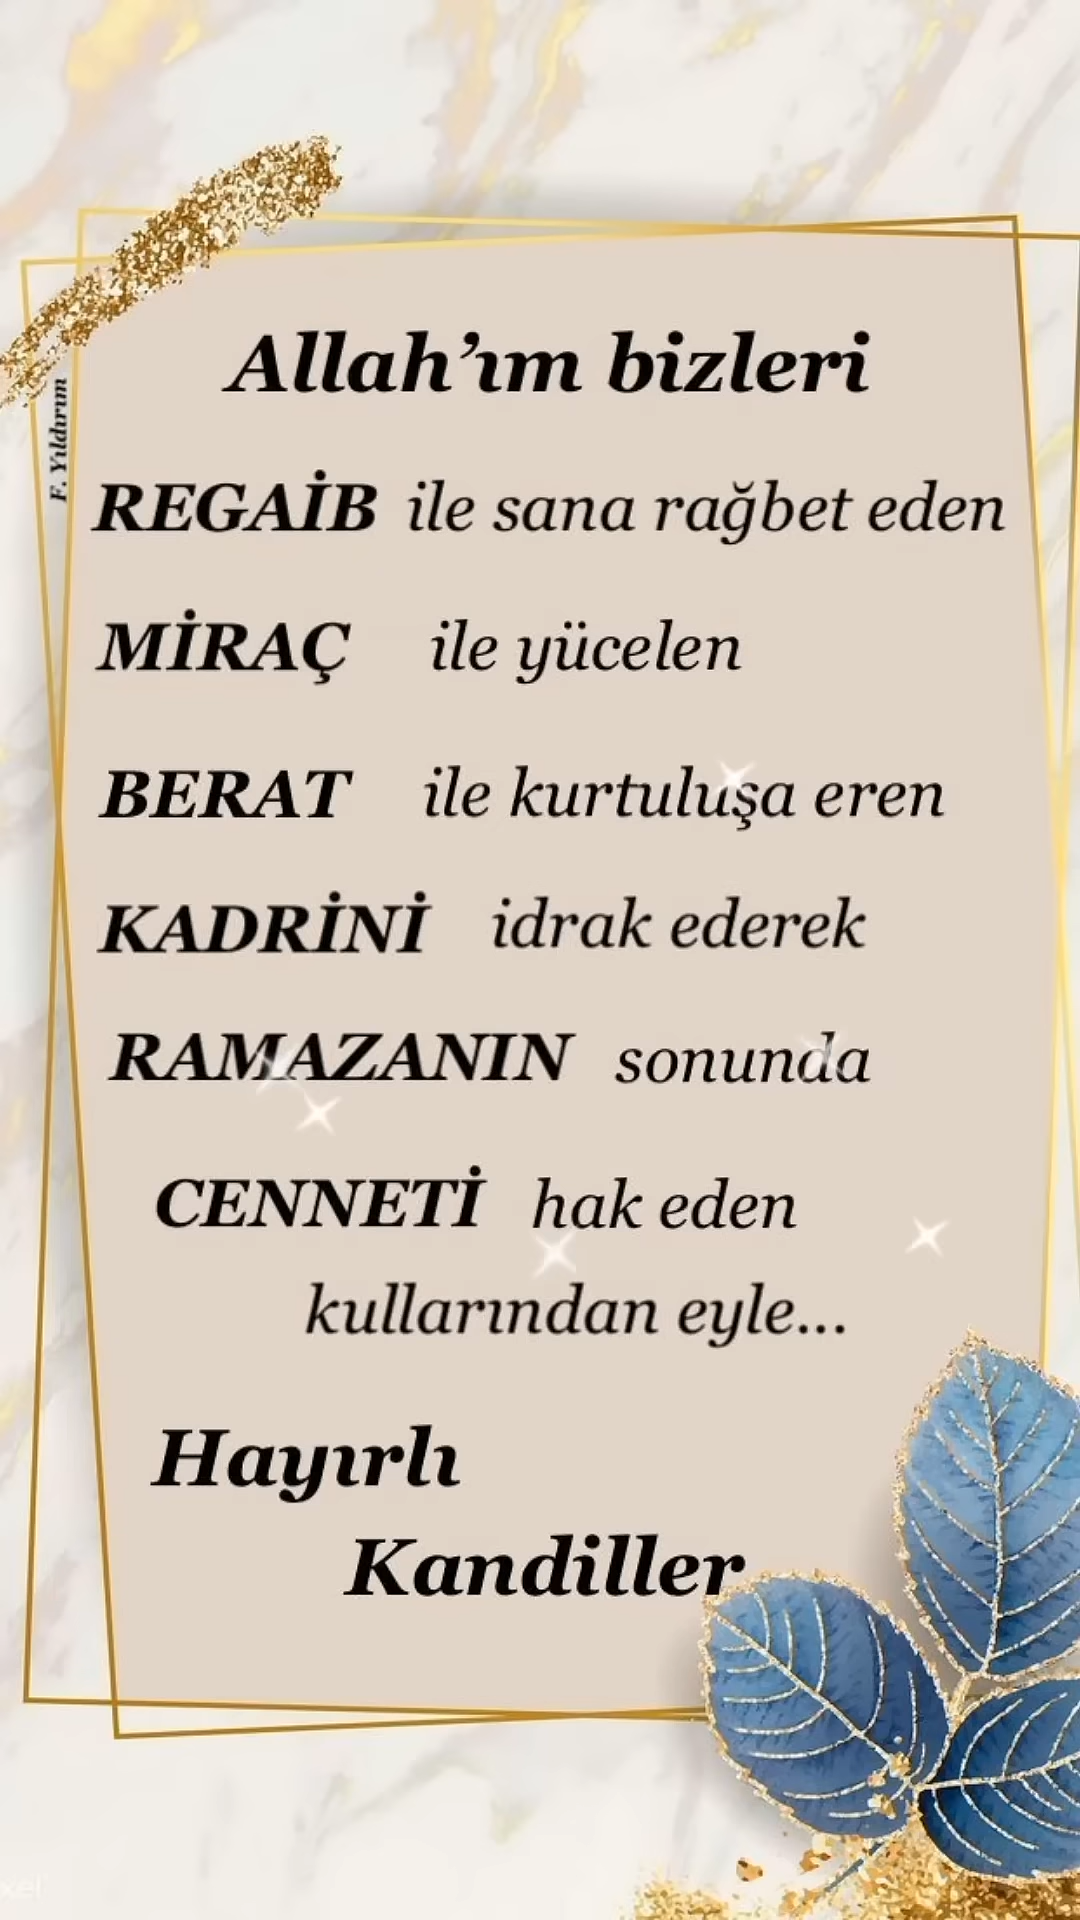 Allah’ım bizleri
F. Yıldırım
REGAİB ile sana rağbet eden
MİRAÇ ile yücelen
BERAT ile kurtuluşa eren
KADRİNİ idrak ederek
RAMAZANIN sonunda
CENNETİ hak eden
kullarından eyle...
Hayırlı
Kandiller